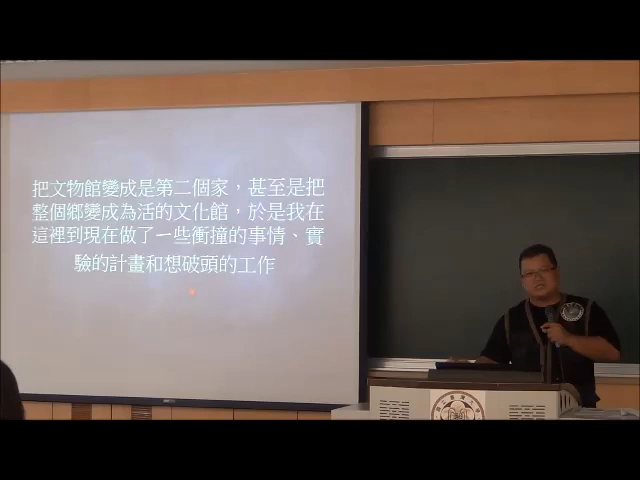 把文物館變成是第二個家，甚至是把
整個鄉變成為活的文化館，於是我在
這裡到現在做了一些衝撞的事情、實
驗的計畫和想破頭的工作